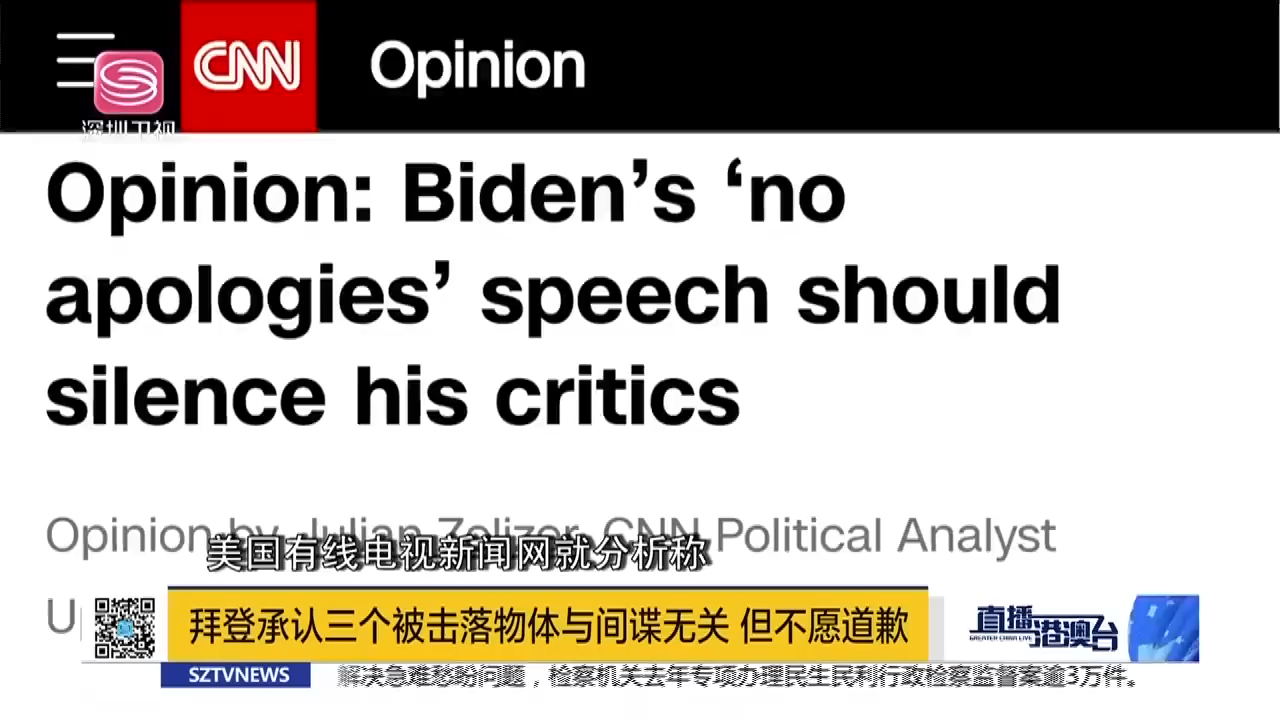 CNN
Opinion
深圳卫视
Opinion: Biden’s ‘no
apologies’ speech should
silence his critics
Opinion by Julian Zelizer, CNN Political Analyst
美国有线电视新闻网就分析称
拜登承认三个被击落物体与间谍无关 但不愿道歉
直播港澳台
GREATER CHINA LIVE
SZTVNEWS
解决急难愁盼问题,检察机关去年专项办理民生民利行政检察监督案逾3万件。